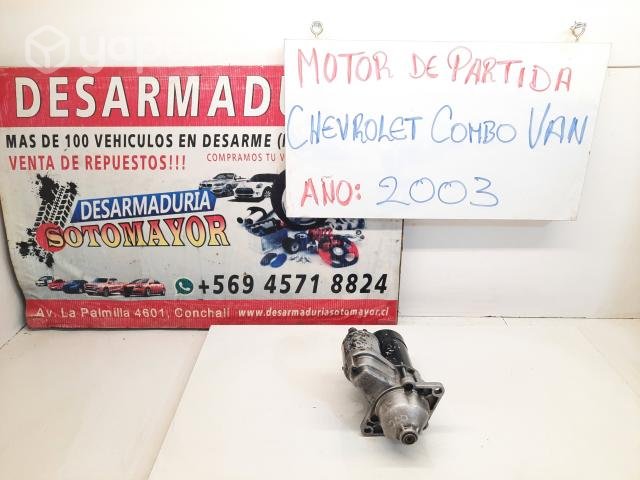 MOTOR DE PARTIDA
CHEVROLET COMBO VAN
AÑO: 2003
DESARMADU
MAS DE 100 VEHICULOS EN DESARME (
VENTA DE REPUESTOS!!!
COMPRAMOS TU V
DESARMADURIA
SOTOMAYOR
+569 4571 8824
Av. La Palmilla 4601, Conchalí www.desarmaduriasotomayor.cl